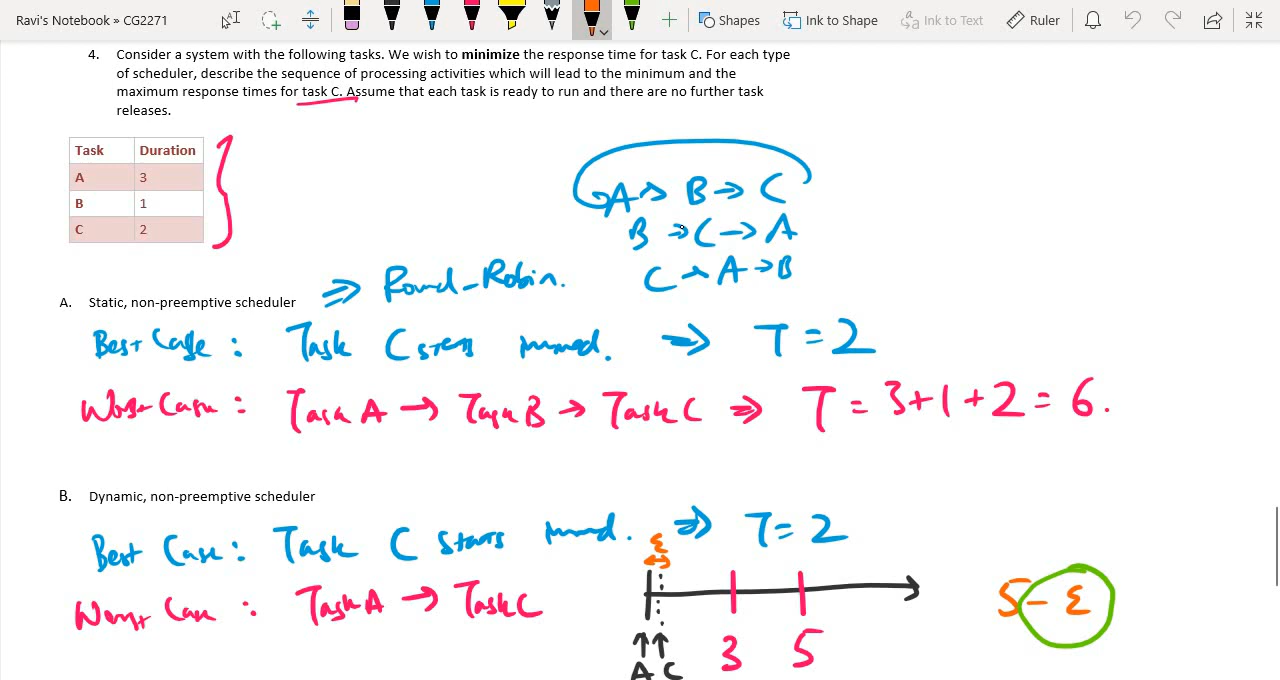 Ravi's Notebook » CG2271
Shapes
Ink to Shape
Ink to Text
Ruler
4. Consider a system with the following tasks. We wish to minimize the response time for task C. For each type
of scheduler, describe the sequence of processing activities which will lead to the minimum and the
maximum response times for task C. Assume that each task is ready to run and there are no further task
releases.
Task Duration
A 3
B 1
C 2
A → B → C
B → C → A
C → A → B
⇒ Round-Robin.
A. Static, non-preemptive scheduler
Best Case : Task C immed. ⇒ T = 2
Worst Case : Task A → Task B → Task C ⇒ T = 3+1+2 = 6.
B. Dynamic, non-preemptive scheduler
Best Case : Task C starts immed. ⇒ T = 2
ε
Worst Case : Task A → Task C
5 - ε
↑↑ 3 5
A C